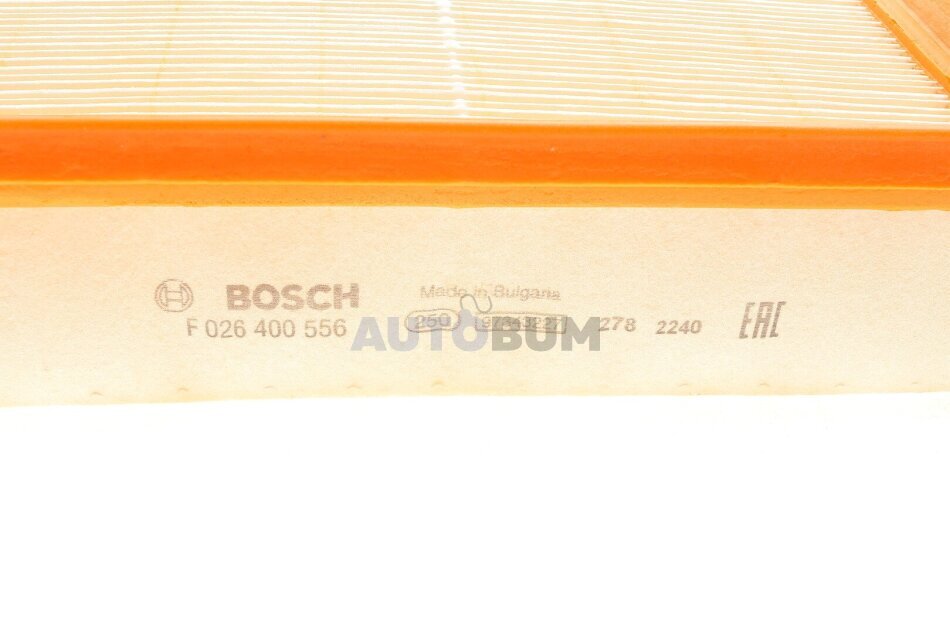 BOSCH Made in Bulgaria
F 026 400 556 250 278 2240 EAC
AUTOBUM